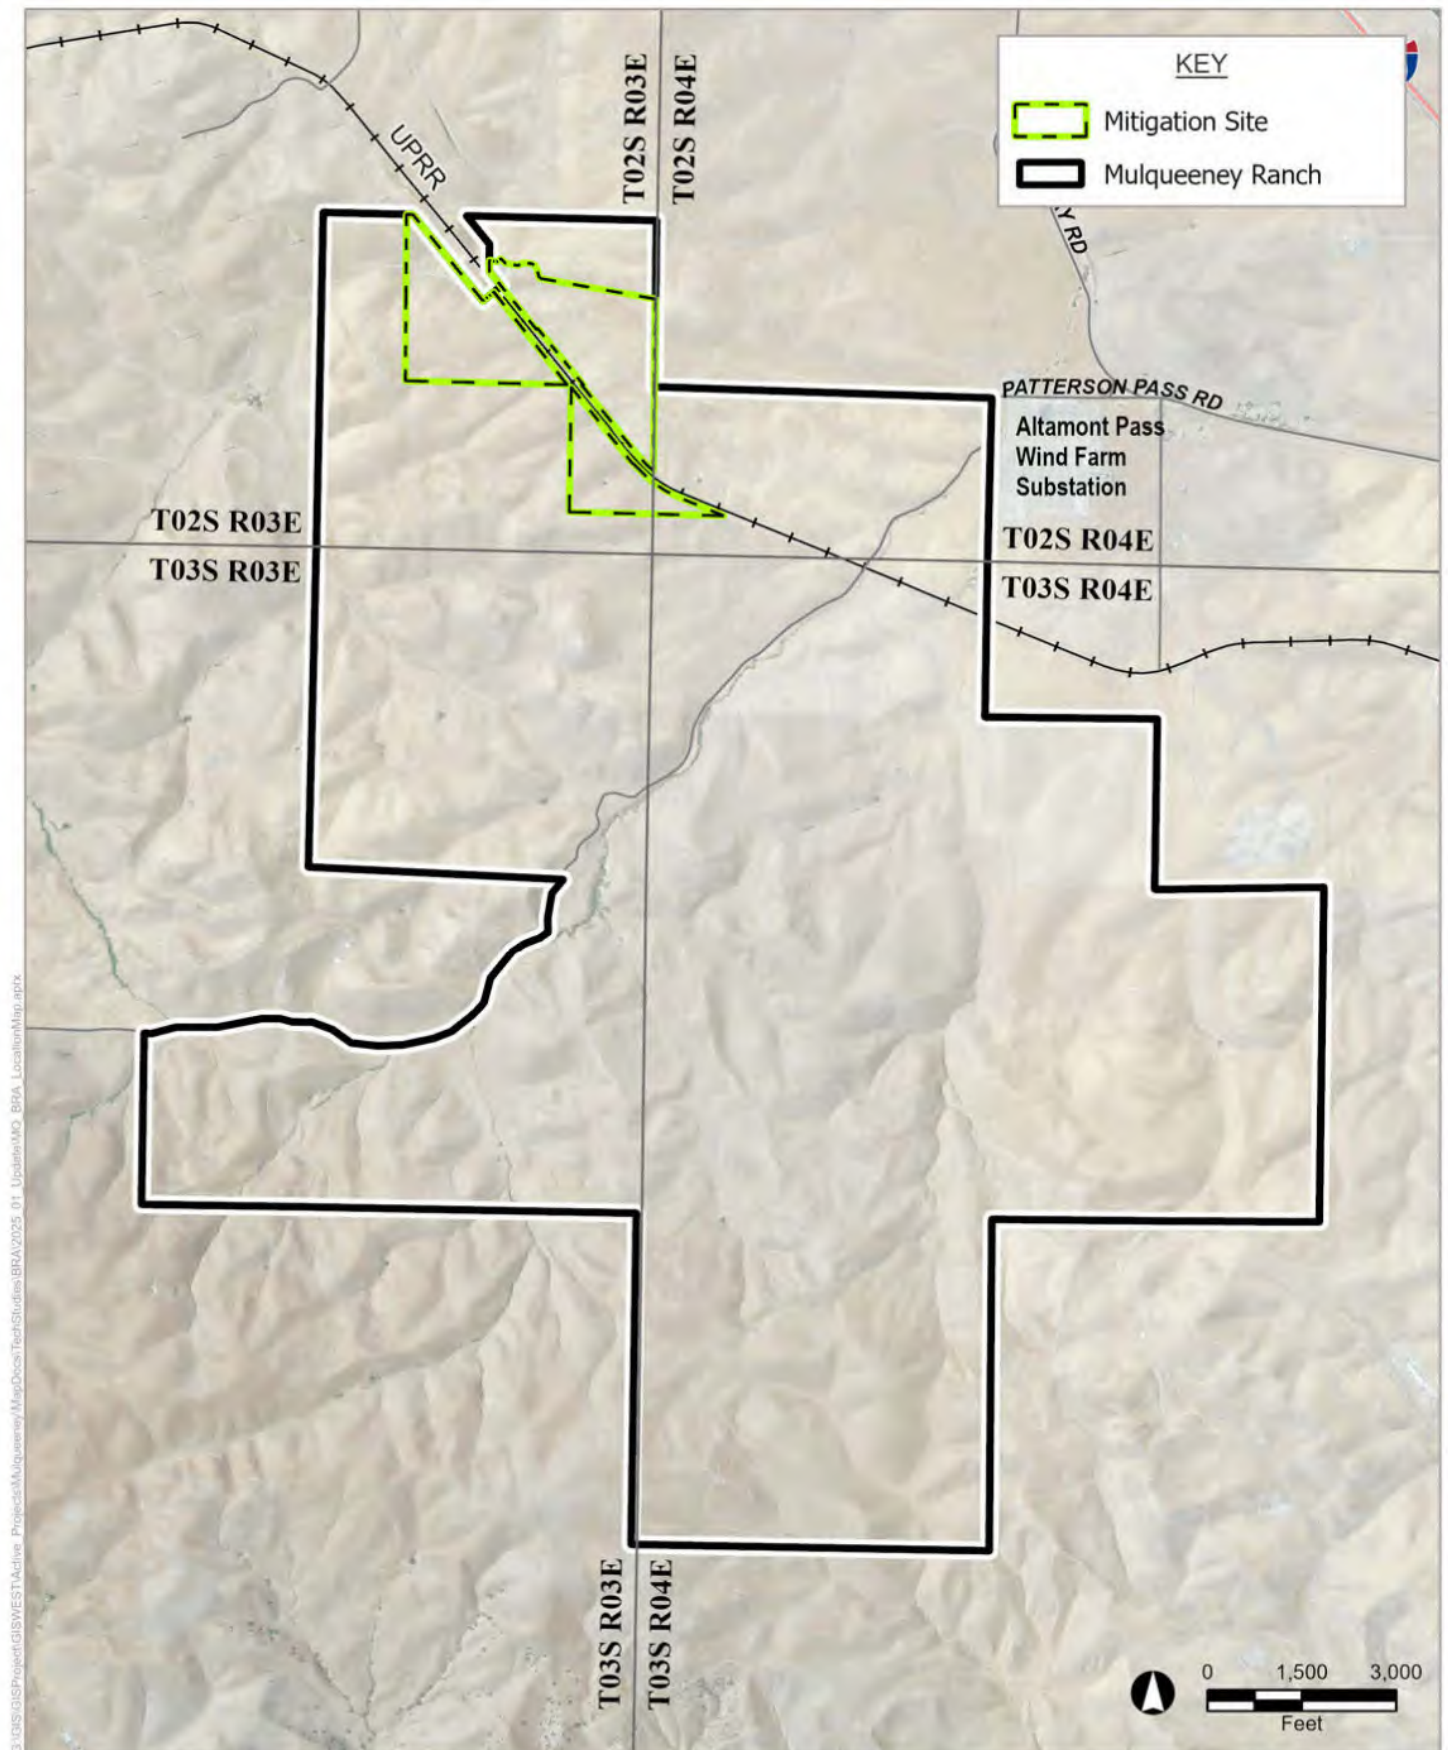 KEY
Mitigation Site
Mulqueeney Ranch
T02S R03E
T02S R04E
UPRR
Y RD
PATTERSON PASS RD
Altamont Pass
Wind Farm
Substation
T02S R03E
T03S R03E
T02S R04E
T03S R04E
T03S R03E
T03S R04E
0 1,500 3,000
Feet